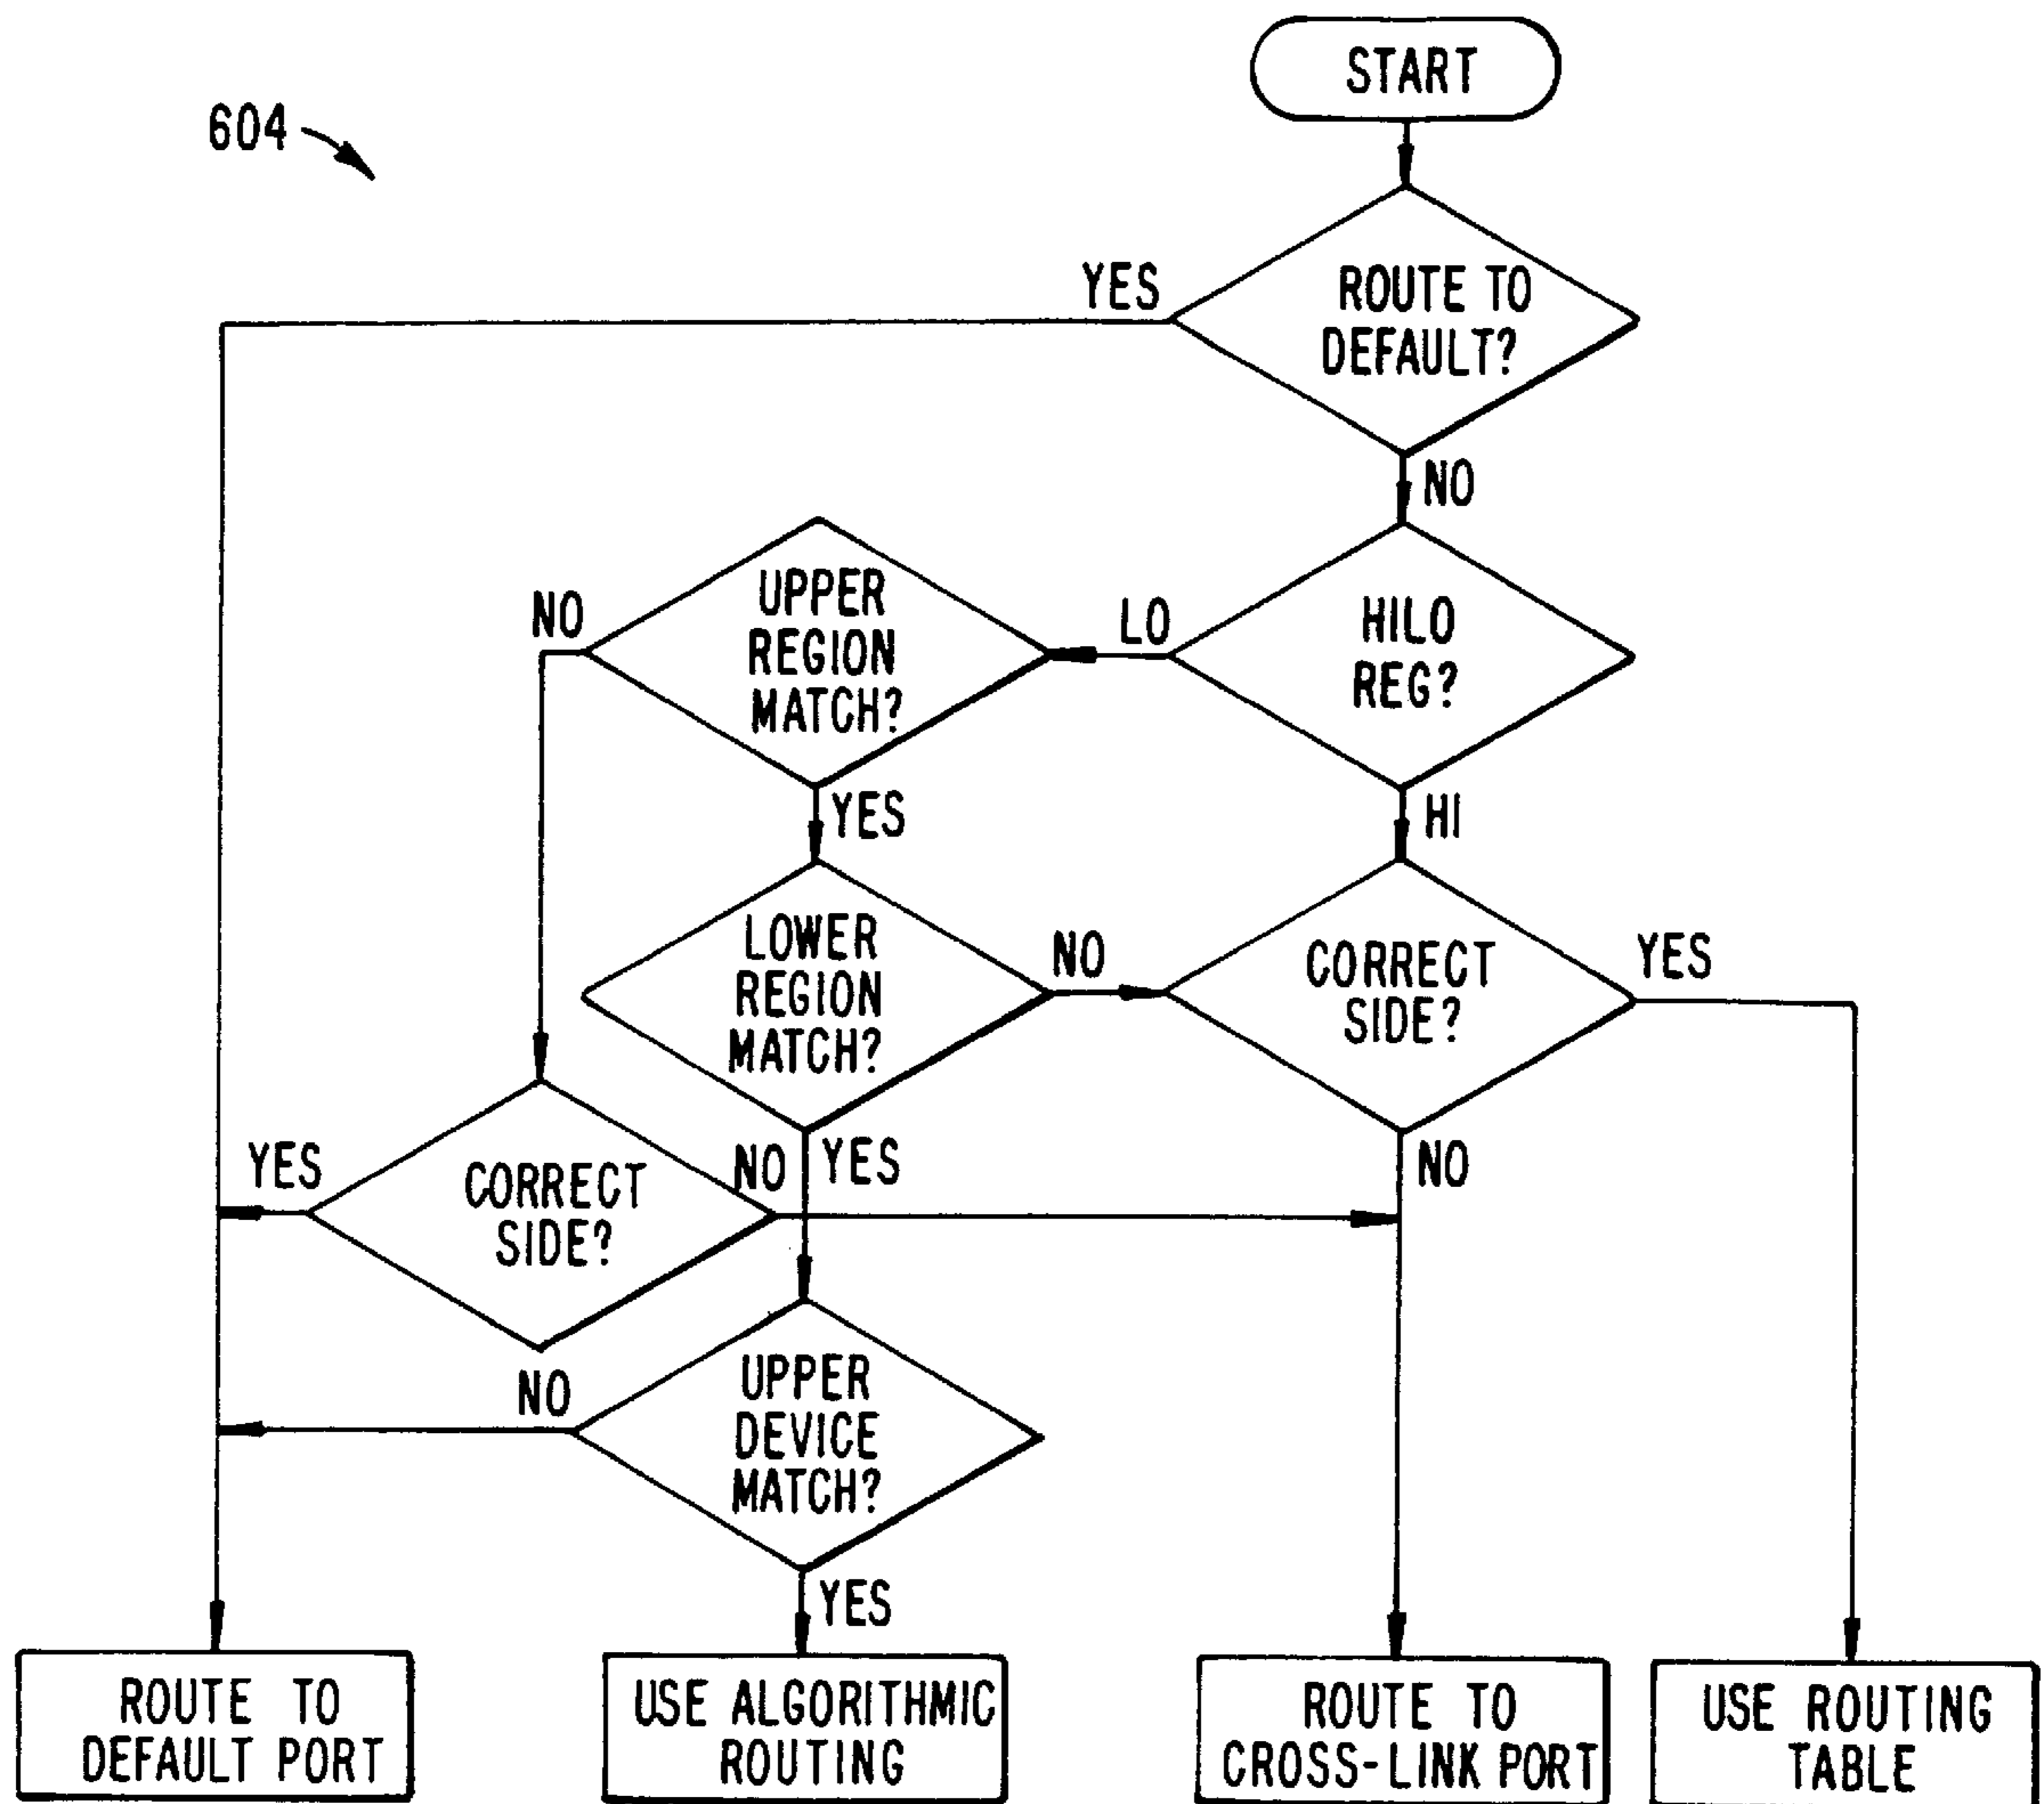 START
604
YES
ROUTE TO
DEFAULT?
NO
NO
UPPER
REGION
MATCH?
LO
HILO
REG?
YES
HI
LOWER
REGION
MATCH?
NO
CORRECT
SIDE?
YES
YES
CORRECT
SIDE?
NO
YES
NO
NO
UPPER
DEVICE
MATCH?
YES
ROUTE TO
DEFAULT PORT
USE ALGORITHMIC
ROUTING
ROUTE TO
CROSS-LINK PORT
USE ROUTING
TABLE